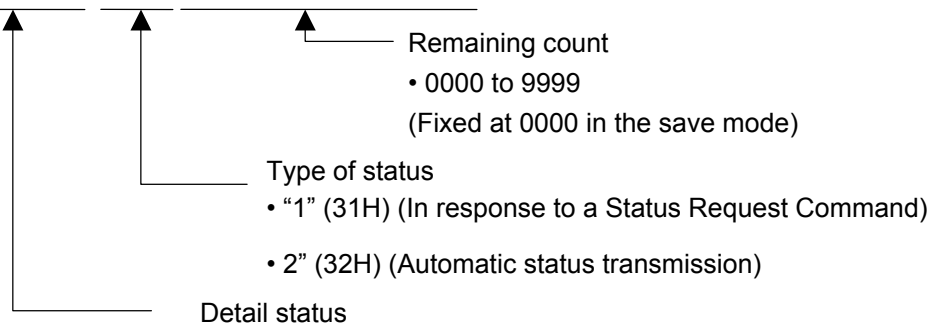 Remaining count
• 0000 to 9999
(Fixed at 0000 in the save mode)
Type of status
• “1” (31H) (In response to a Status Request Command)
• 2” (32H) (Automatic status transmission)
Detail status